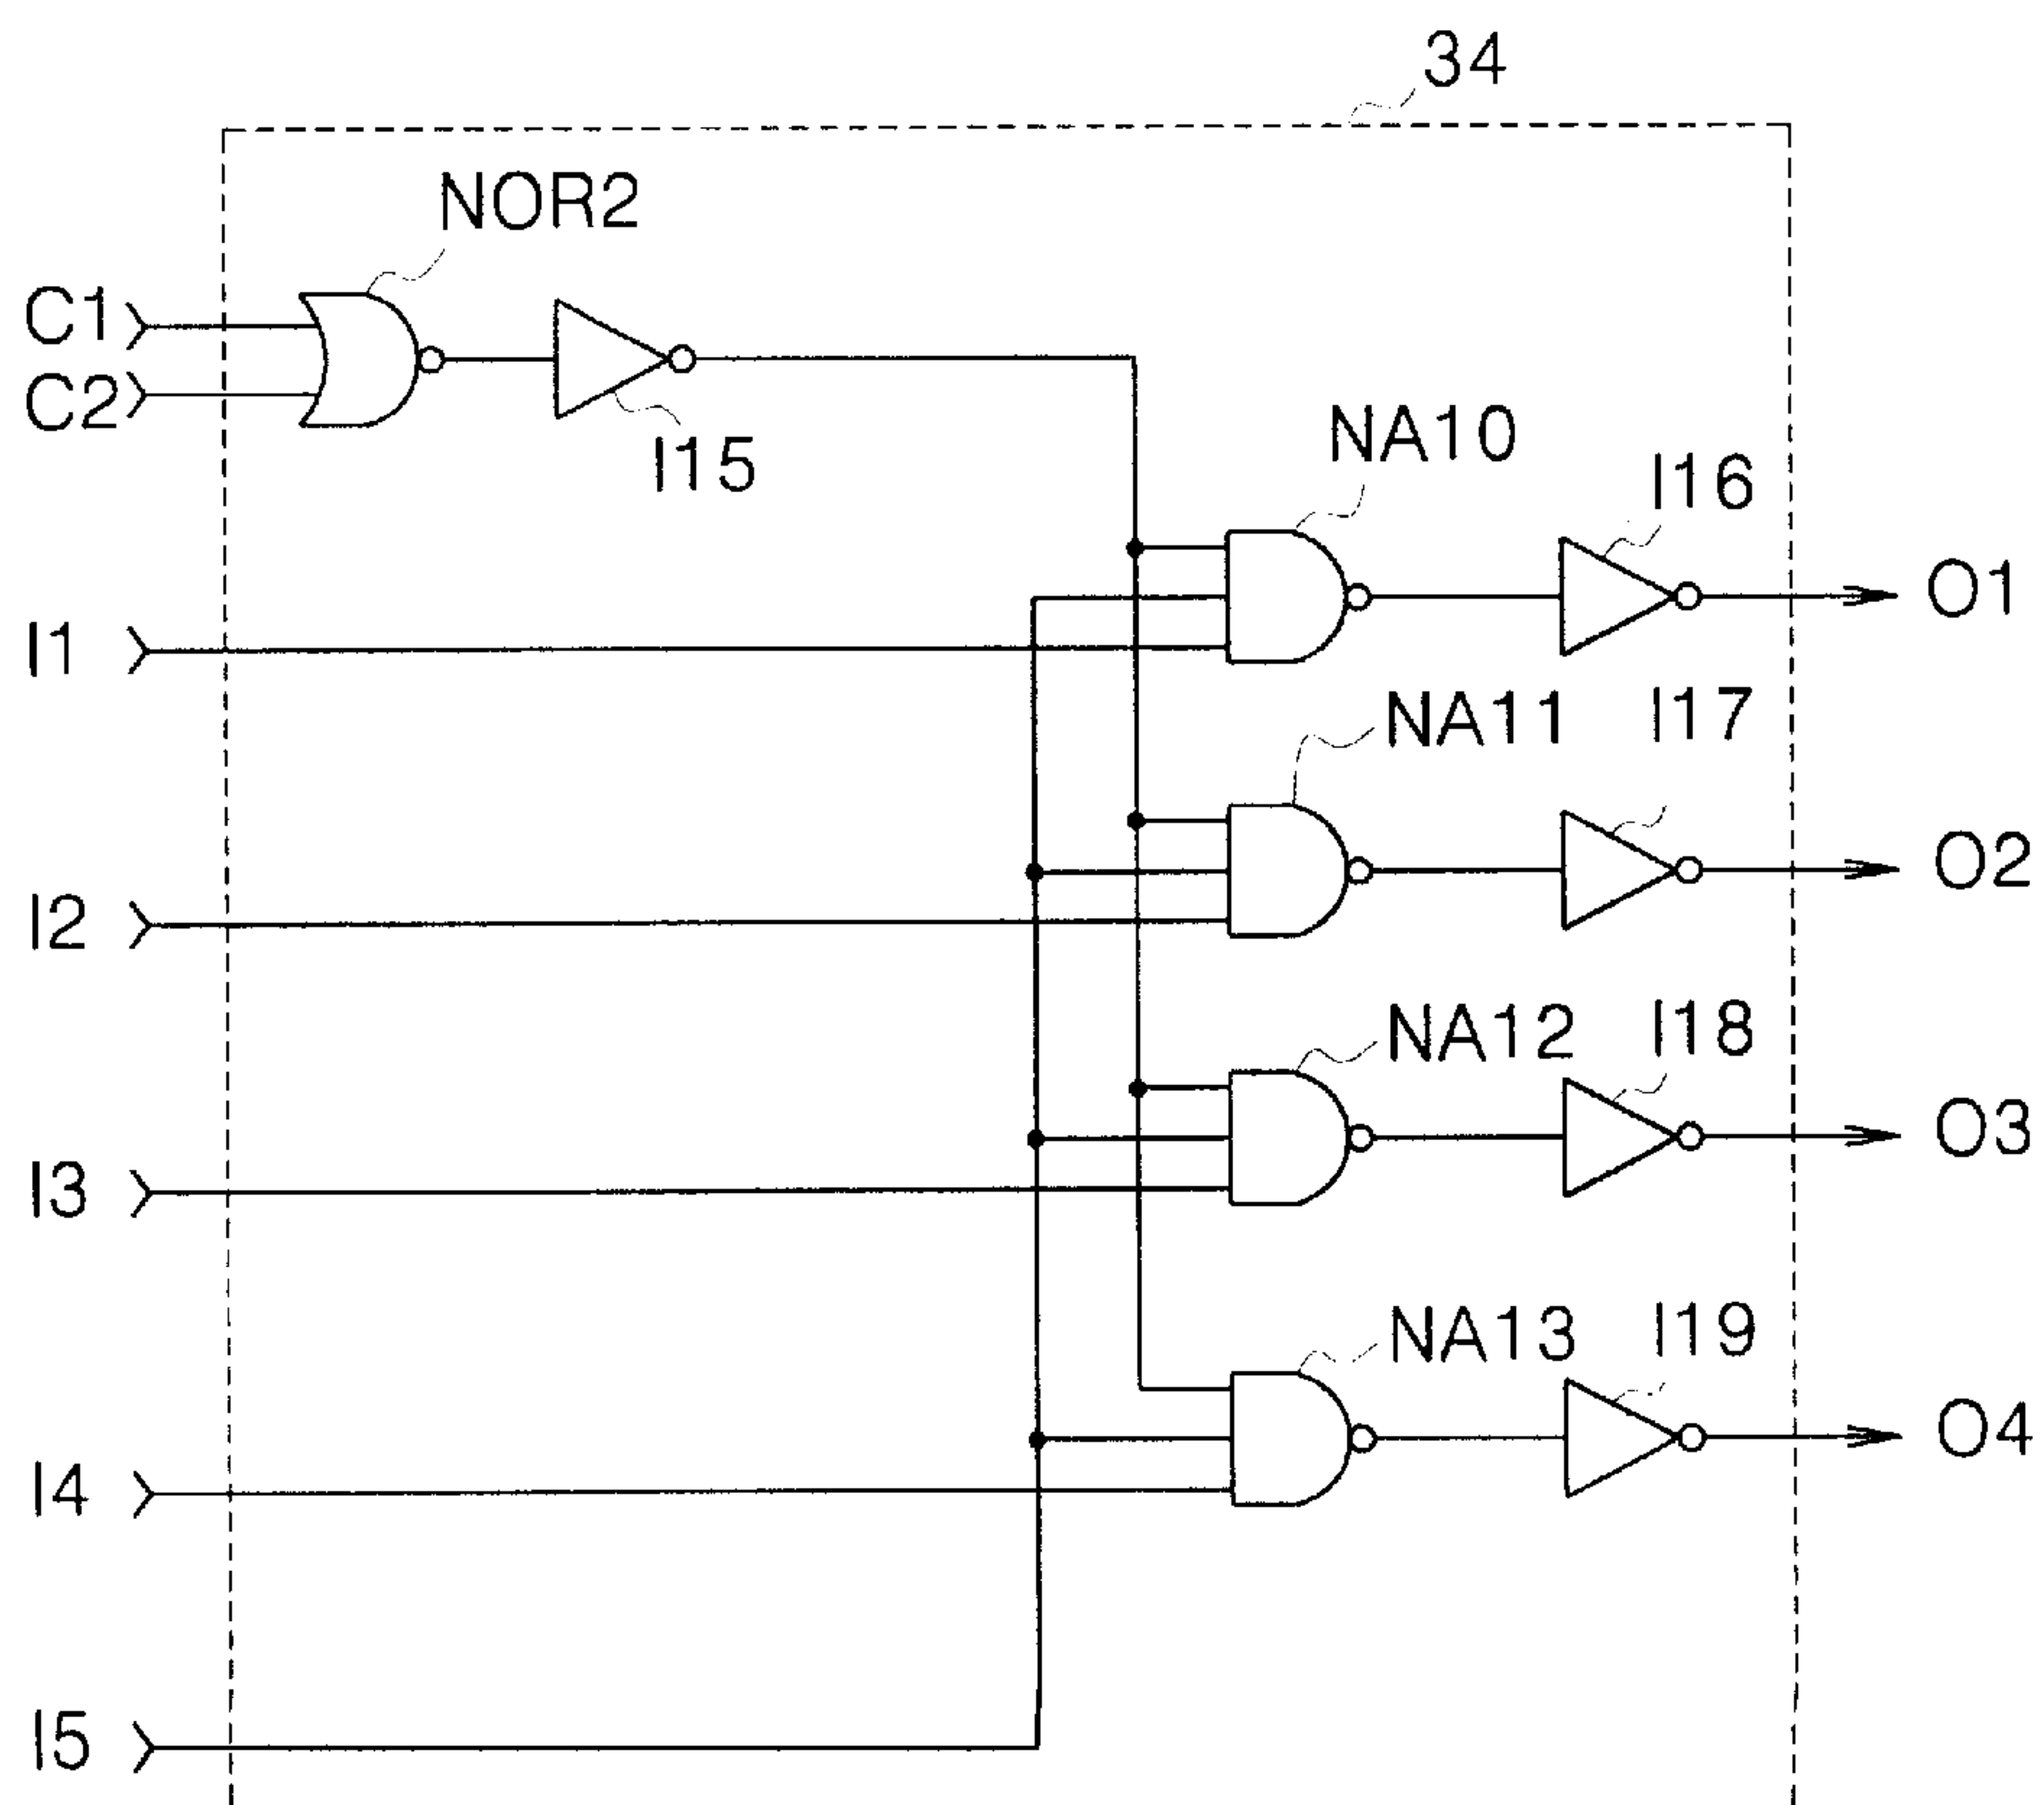 34
NOR2
C1
C2
I15
NA10
I16
O1
I1
NA11
I17
O2
I2
NA12
I18
O3
I3
NA13
I19
O4
I4
I5